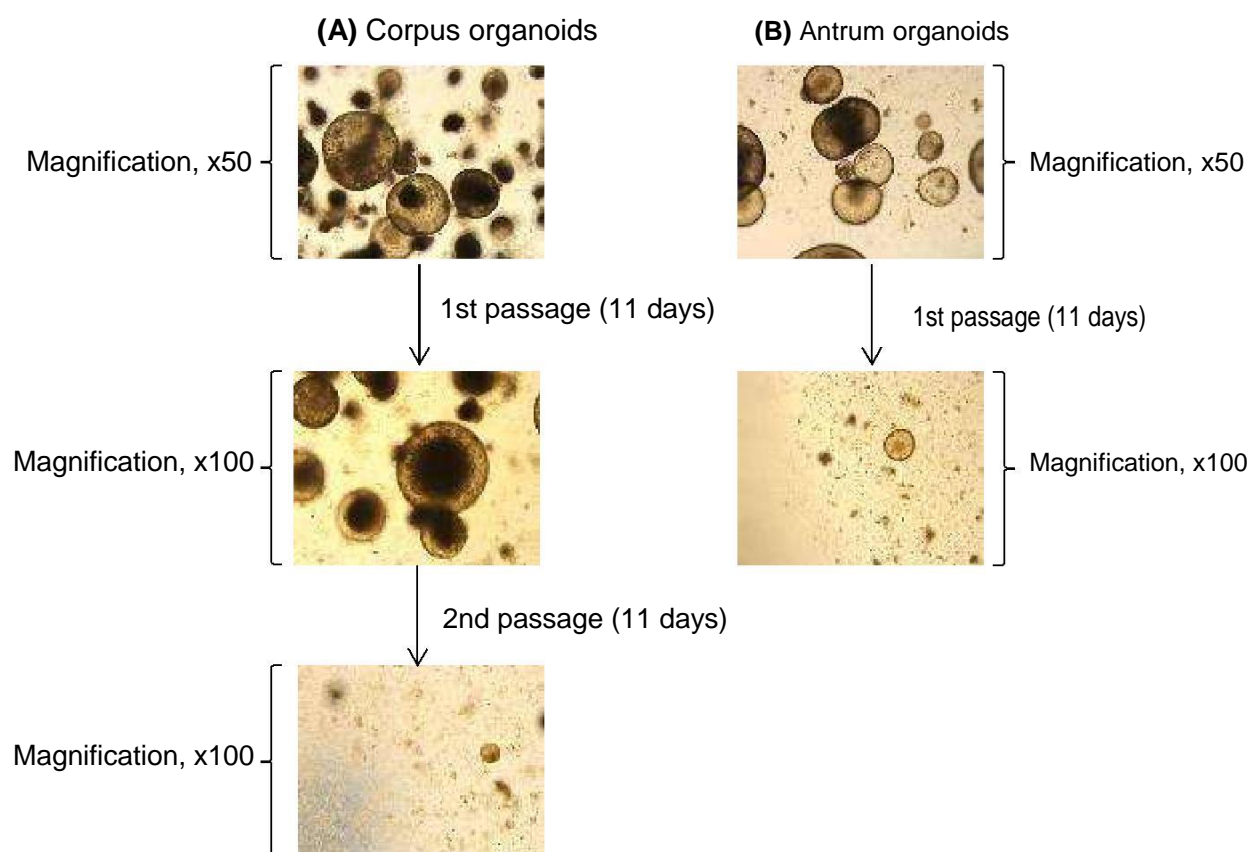 (A) Corpus organoids
(B) Antrum organoids
Magnification, x50
Magnification, x50
1st passage (11 days)
1st passage (11 days)
Magnification, x100
Magnification, x100
2nd passage (11 days)
Magnification, x100